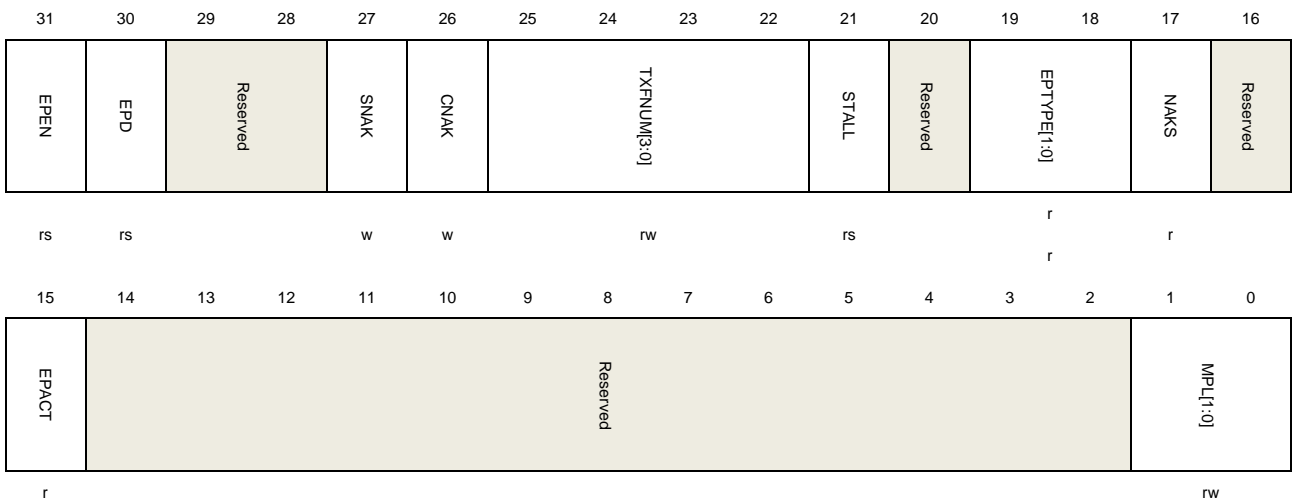 31 30 29 28 27 26 25 24 23 22 21 20 19 18 17 16
EPEN EPD Reserved SNAK CNAK TXFNUM[3:0] STALL Reserved EPTYPE[1:0] NAKS Reserved
r
rs rs w w rw rs r
r
15 14 13 12 11 10 9 8 7 6 5 4 3 2 1 0
EPACT Reserved MPL[1:0]
r rw